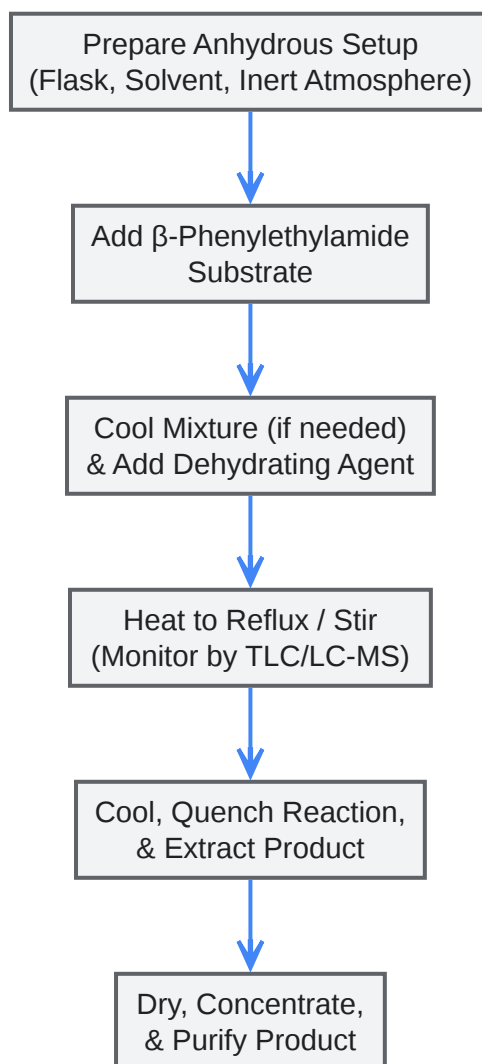 Prepare Anhydrous Setup
(Flask, Solvent, Inert Atmosphere)
Add β-Phenylethylamide
Substrate
Cool Mixture (if needed)
& Add Dehydrating Agent
Heat to Reflux / Stir
(Monitor by TLC/LC-MS)
Cool, Quench Reaction,
& Extract Product
Dry, Concentrate,
& Purify Product